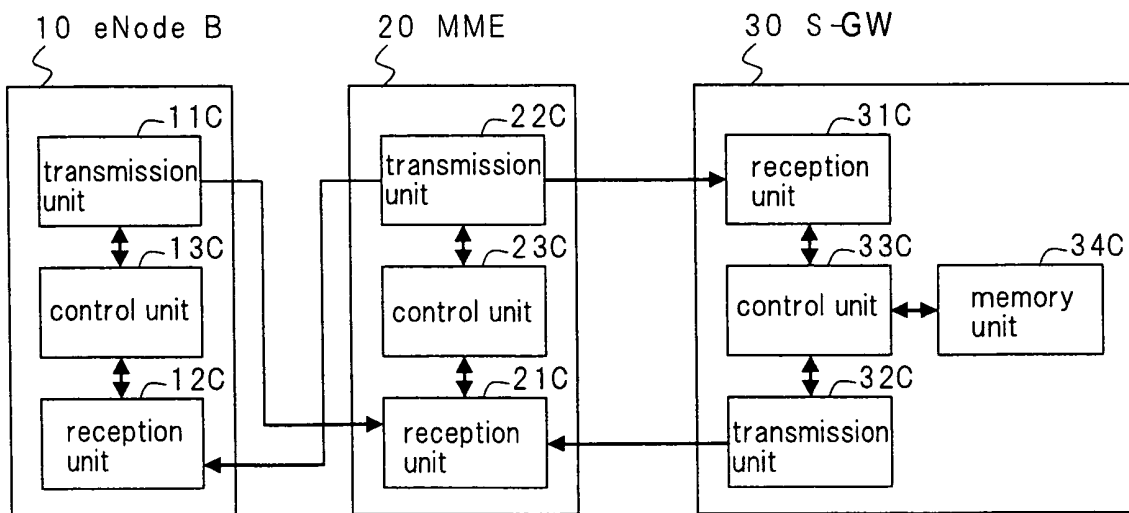 10 eNode B
20 MME
30 S-GW
11C
transmission
unit
13C
control unit
12C
reception
unit
22C
transmission
unit
23C
control unit
21C
reception
unit
31C
reception
unit
33C
control unit
34C
memory
unit
32C
transmission
unit